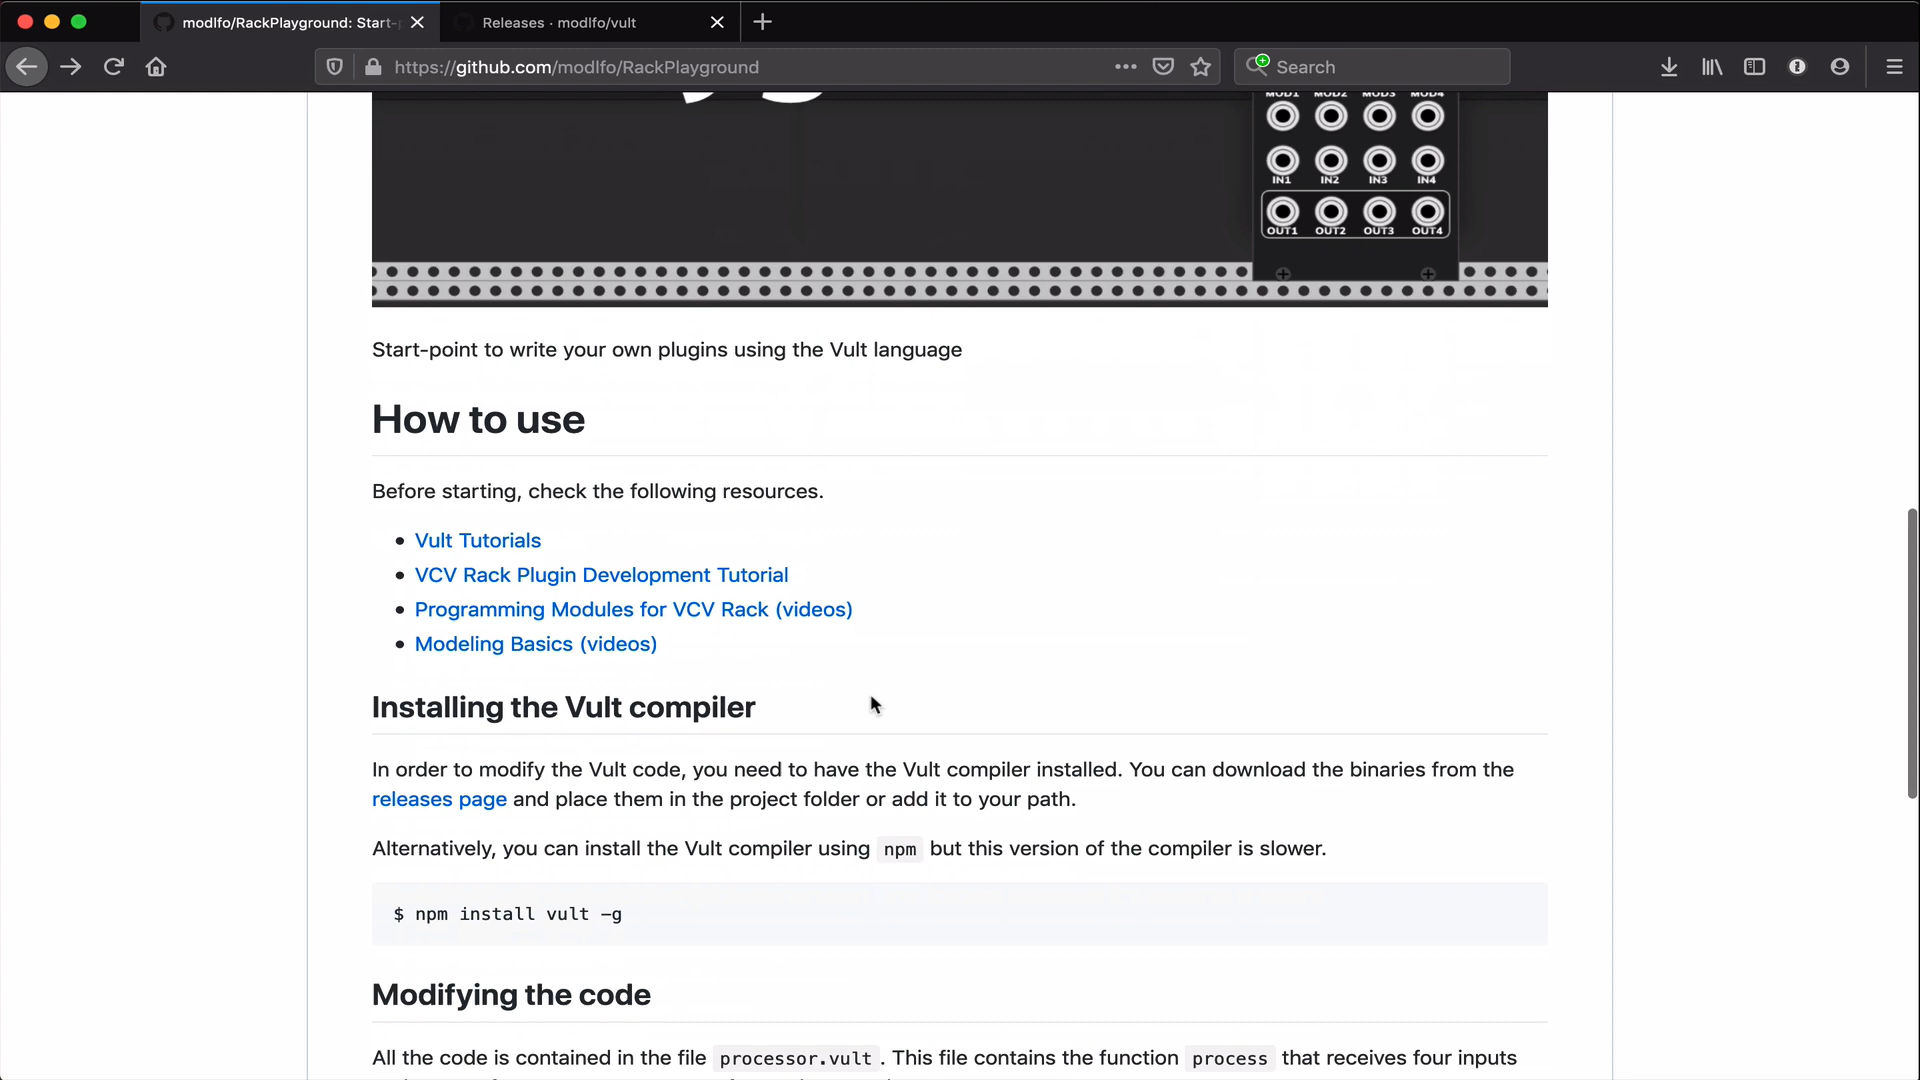 modlfo/RackPlayground: Start-p
Releases · modlfo/vult
https://github.com/modlfo/RackPlayground
Search
MOD1 MOD2 MOD3 MOD4
IN1 IN2 IN3 IN4
OUT1 OUT2 OUT3 OUT4
Start-point to write your own plugins using the Vult language
How to use
Before starting, check the following resources.
Vult Tutorials
VCV Rack Plugin Development Tutorial
Programming Modules for VCV Rack (videos)
Modeling Basics (videos)
Installing the Vult compiler
In order to modify the Vult code, you need to have the Vult compiler installed. You can download the binaries from the
releases page and place them in the project folder or add it to your path.
Alternatively, you can install the Vult compiler using npm but this version of the compiler is slower.
$ npm install vult -g
Modifying the code
All the code is contained in the file processor.vult. This file contains the function process that receives four inputs